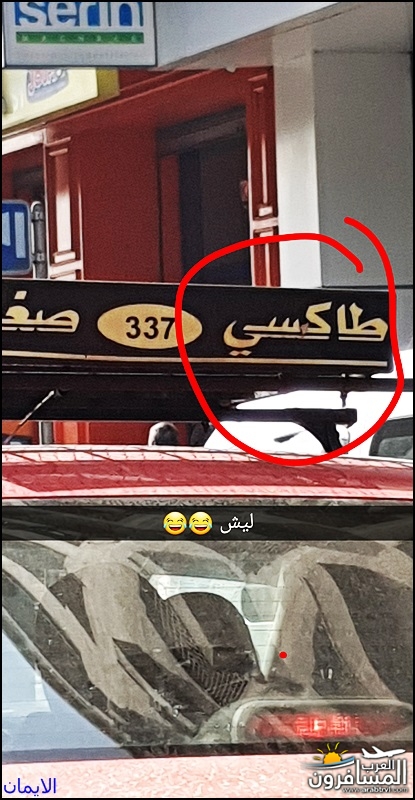 serin
طاكسي 337 صغ
ليش 😂😂
العرب
المسافرون
www.arabtrvl.com
الايمان